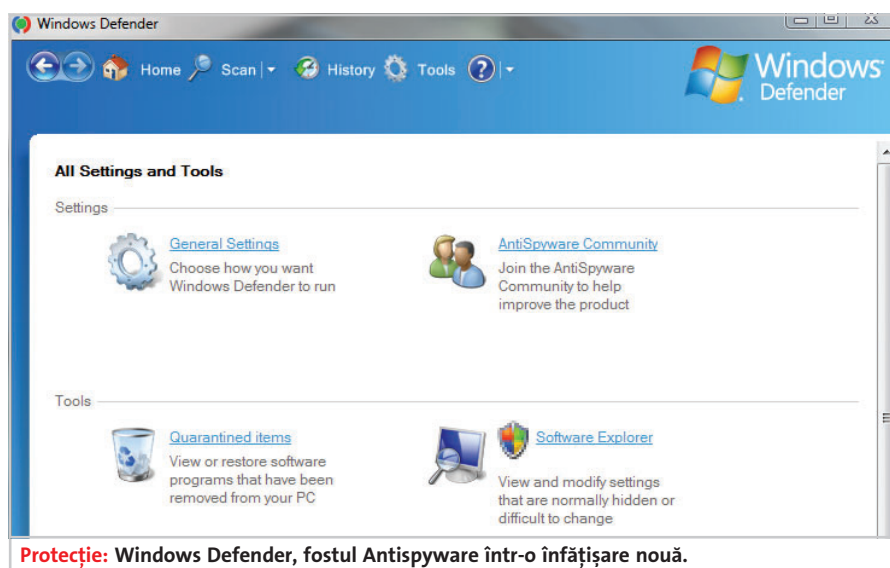 Windows Defender
Home Scan History Tools ?
Windows
Defender
All Settings and Tools
Settings
General Settings
Choose how you want
Windows Defender to run
AntiSpyware Community
Join the AntiSpyware
Community to help
improve the product
Tools
Quarantined items
View or restore software
programs that have been
removed from your PC
Software Explorer
View and modify settings
that are normally hidden or
difficult to change
Protecție: Windows Defender, fostul Antispyware într-o înfățișare nouă.